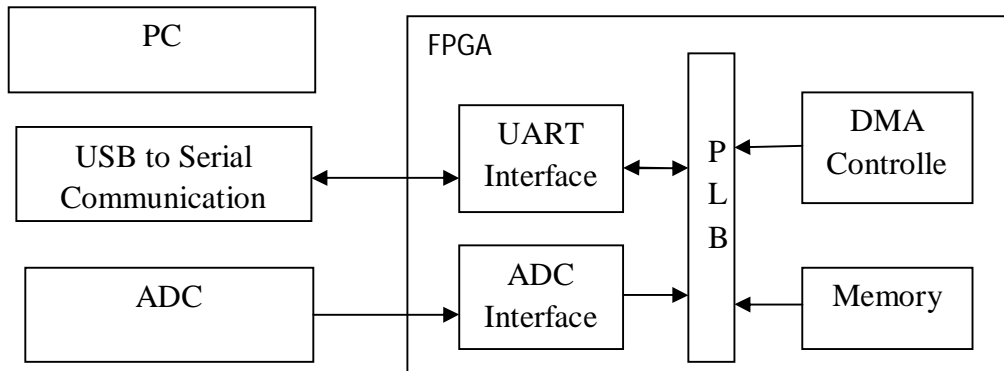 PC
FPGA
USB to Serial
Communication
UART
Interface
P
L
B
DMA
Controlle
ADC
ADC
Interface
Memory